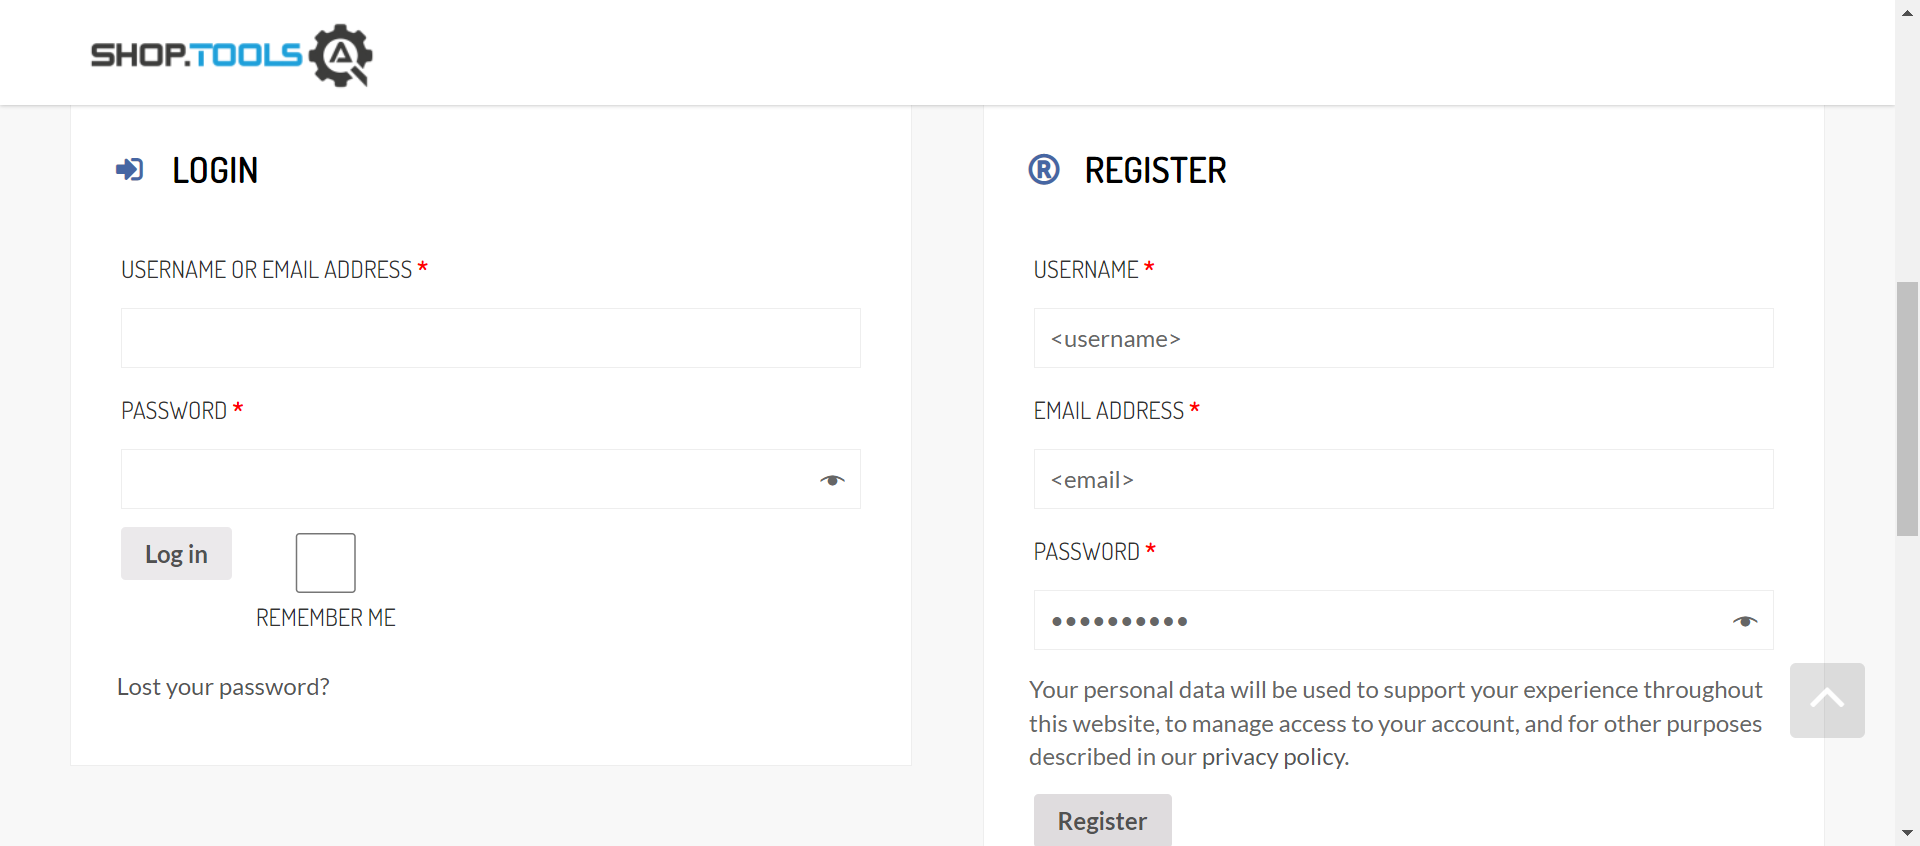 SHOP.TOOLS
LOGIN
USERNAME OR EMAIL ADDRESS *
PASSWORD *
Log in
REMEMBER ME
Lost your password?
REGISTER
USERNAME *
<username>
EMAIL ADDRESS *
<email>
PASSWORD *
••••••••••
Your personal data will be used to support your experience throughout
this website, to manage access to your account, and for other purposes
described in our privacy policy.
Register